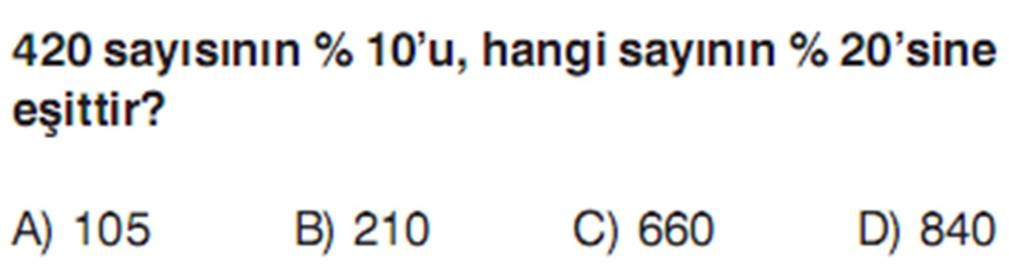 420 sayısının % 10’u, hangi sayının % 20’sine
eşittir?
A) 105 B) 210 C) 660 D) 840